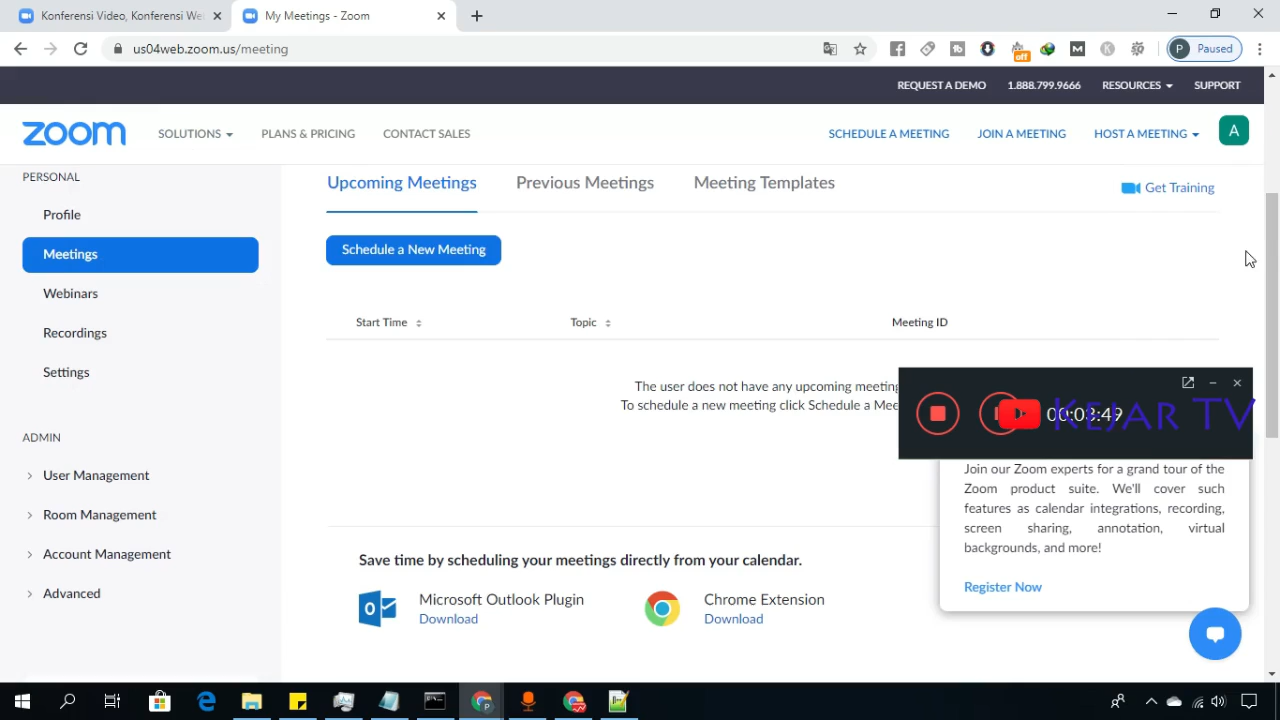 Konferensi Video, Konferensi We
My Meetings - Zoom
us04web.zoom.us/meeting
off
P
Paused
REQUEST A DEMO
1.888.799.9666
RESOURCES
SUPPORT
zoom
SOLUTIONS
PLANS & PRICING
CONTACT SALES
SCHEDULE A MEETING
JOIN A MEETING
HOST A MEETING
A
PERSONAL
Profile
Meetings
Webinars
Recordings
Settings
ADMIN
User Management
Room Management
Account Management
Advanced
Upcoming Meetings
Previous Meetings
Meeting Templates
Get Training
Schedule a New Meeting
Start Time
Topic
Meeting ID
The user does not have any upcoming meeting
To schedule a new meeting click Schedule a Mee
00:03:49
KEJAR TV
Join our Zoom experts for a grand tour of the
Zoom product suite. We'll cover such
features as calendar integrations, recording,
screen sharing, annotation, virtual
backgrounds, and more!
Register Now
Save time by scheduling your meetings directly from your calendar.
Microsoft Outlook Plugin
Download
Chrome Extension
Download